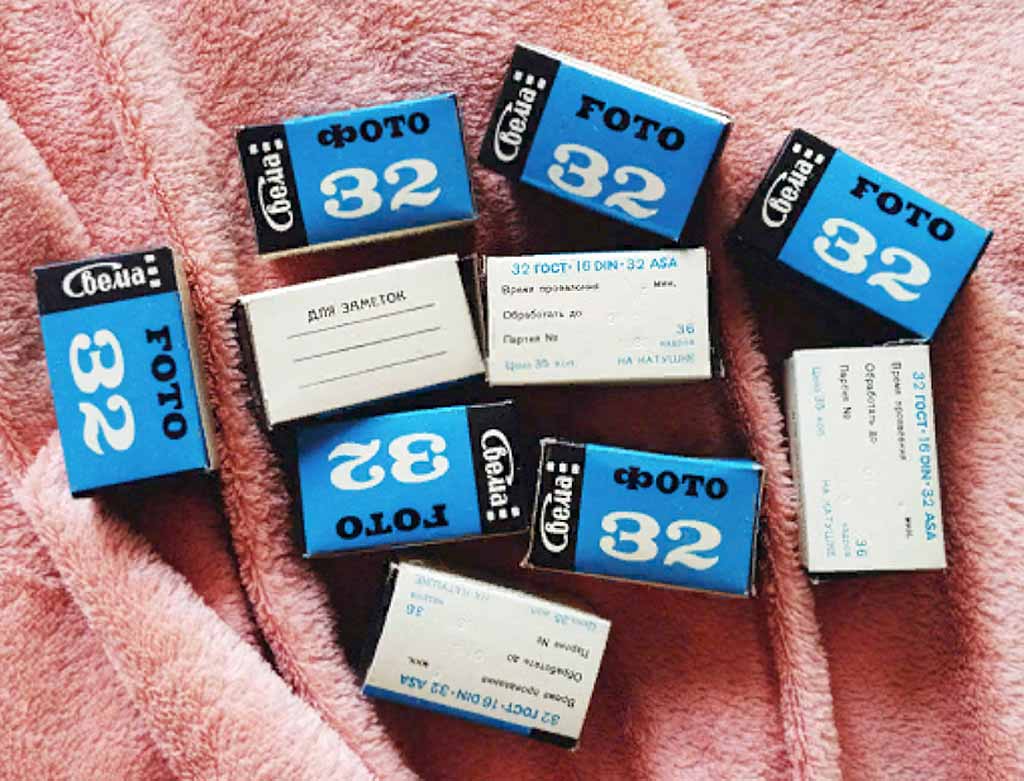 Свема
ФОТО
32
Свема
FOTO
32
Свема
FOTO
32
Свема
FOTO
32
ДЛЯ ЗАМЕТОК
32 ГОСТ·16 DIN·32 ASA
Время проявления мин.
Обработать до
Партия №
36
кадров
Цена 35 коп.
НА КАТУШКЕ
32 ГОСТ·16 DIN·32 ASA
Время проявления мин.
Обработать до
Партия №
36
кадров
Цена 35 коп.
НА КАТУШКЕ
Свема
FOTO
32
Свема
ФОТО
32
32 ГОСТ·16 DIN·32 ASA
Время проявления мин.
Обработать до
Партия №
36
кадров
Цена 35 коп.
НА КАТУШКЕ